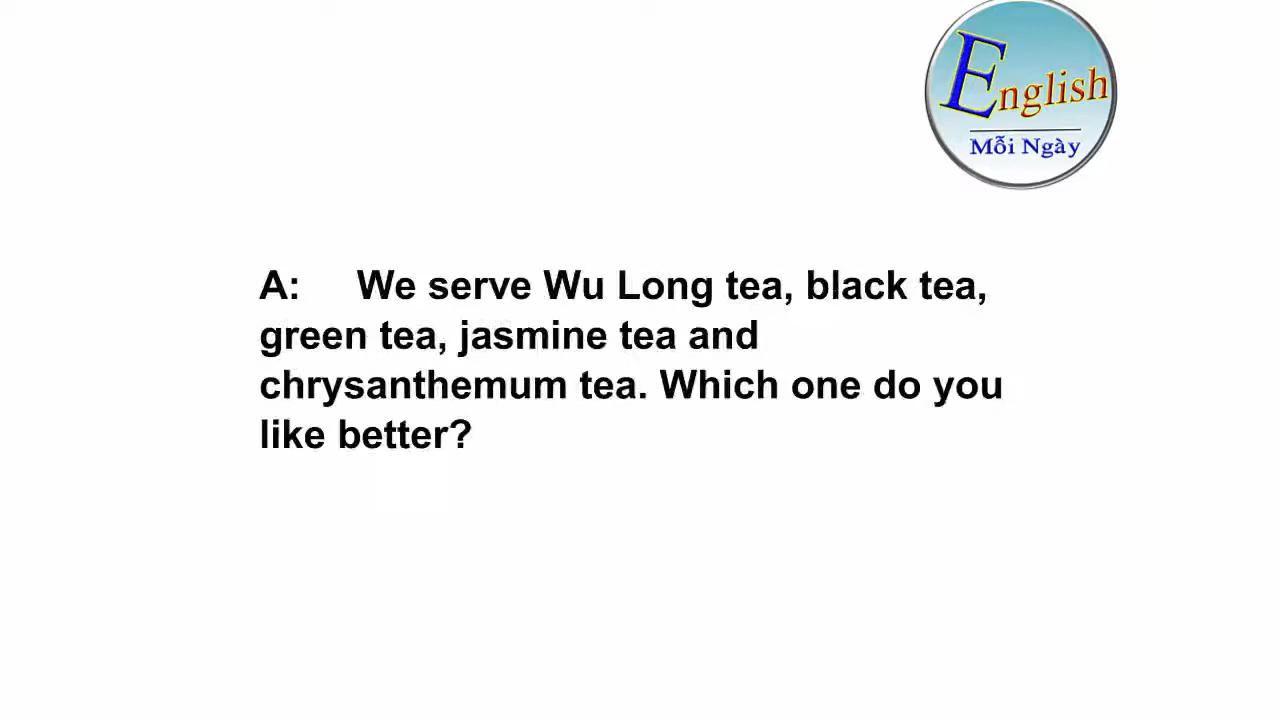 English
Mỗi Ngày
A: We serve Wu Long tea, black tea,
green tea, jasmine tea and
chrysanthemum tea. Which one do you
like better?